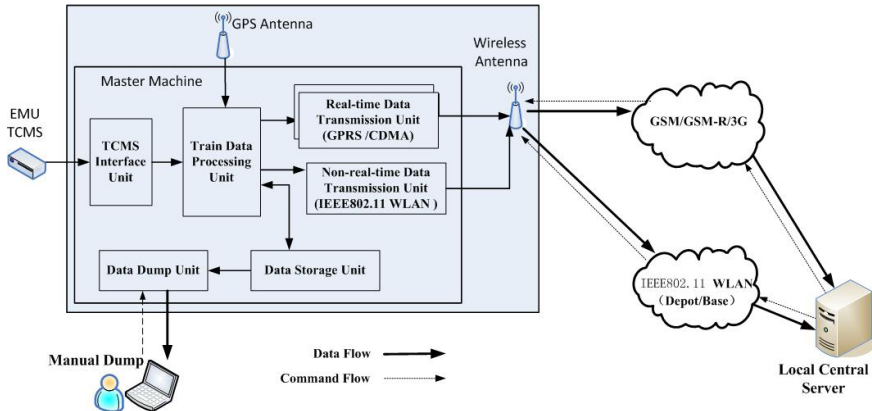 GPS Antenna
Wireless
Antenna
Master Machine
EMU
TCMS
TCMS
Interface
Unit
Train Data
Processing
Unit
Real-time Data
Transmission Unit
(GPRS /CDMA)
Non-real-time Data
Transmission Unit
(IEEE802.11 WLAN )
Data Dump Unit
Data Storage Unit
GSM/GSM-R/3G
IEEE802.11 WLAN
(Depot/Base)
Manual Dump
Data Flow
Command Flow
Local Central
Server